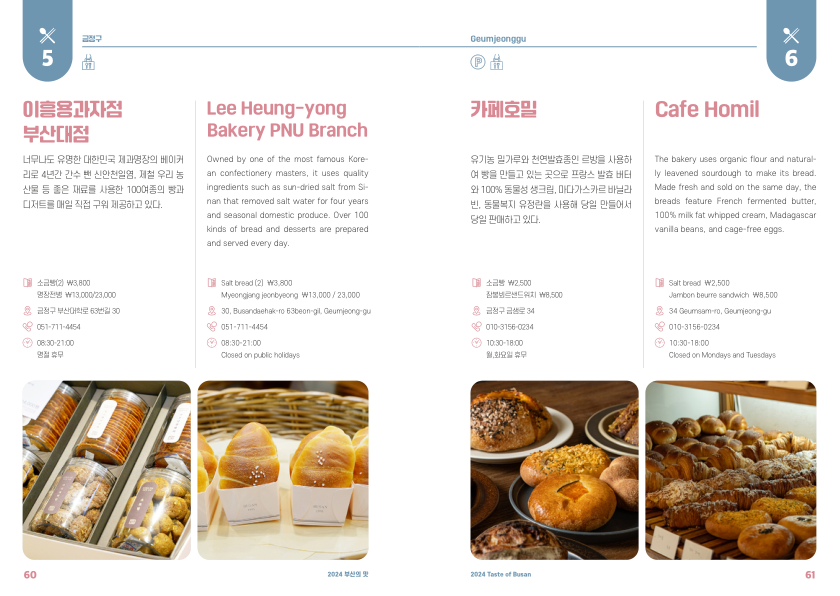 5
금정구
이흥용과자점
부산대점
너무나도 유명한 대한민국 제과명장의 베이커
리로 4년간 간수 뺀 신안천일염, 제철 우리 농
산물 등 좋은 재료를 사용한 100여종의 빵과
디저트를 매일 직접 구워 제공하고 있다.
소금빵(2) ₩3,800
명장전병 ₩13,000/23,000
금정구 부산대학로 63번길 30
051-711-4454
08:30-21:00
명절 휴무
Lee Heung-yong
Bakery PNU Branch
Owned by one of the most famous Kore-
an confectionery masters, it uses quality
ingredients such as sun-dried salt from Si-
nan that removed salt water for four years
and seasonal domestic produce. Over 100
kinds of bread and desserts are prepared
and served every day.
Salt bread (2) ₩3,800
Myeongjang jeonbyeong ₩13,000 / 23,000
30, Busandaehak-ro 63beon-gil, Geumjeong-gu
051-711-4454
08:30-21:00
Closed on public holidays
60
2024 부산의 맛
Geumjeonggu
6
P
카페호밀
유기농 밀가루와 천연발효종인 르방을 사용하
여 빵을 만들고 있는 곳으로 프랑스 발효 버터
와 100% 동물성 생크림, 마다가스카르 바닐라
빈, 동물복지 유정란을 사용해 당일 만들어서
당일 판매하고 있다.
소금빵 ₩2,500
잠봉뵈르샌드위치 ₩8,500
금정구 금샘로 34
010-3156-0234
10:30-18:00
월,화요일 휴무
Cafe Homil
The bakery uses organic flour and natural-
ly leavened sourdough to make its bread.
Made fresh and sold on the same day, the
breads feature French fermented butter,
100% milk fat whipped cream, Madagascar
vanilla beans, and cage-free eggs.
Salt bread ₩2,500
Jambon beurre sandwich ₩8,500
34 Geumsam-ro, Geumjeong-gu
010-3156-0234
10:30-18:00
Closed on Mondays and Tuesdays
2024 Taste of Busan
61